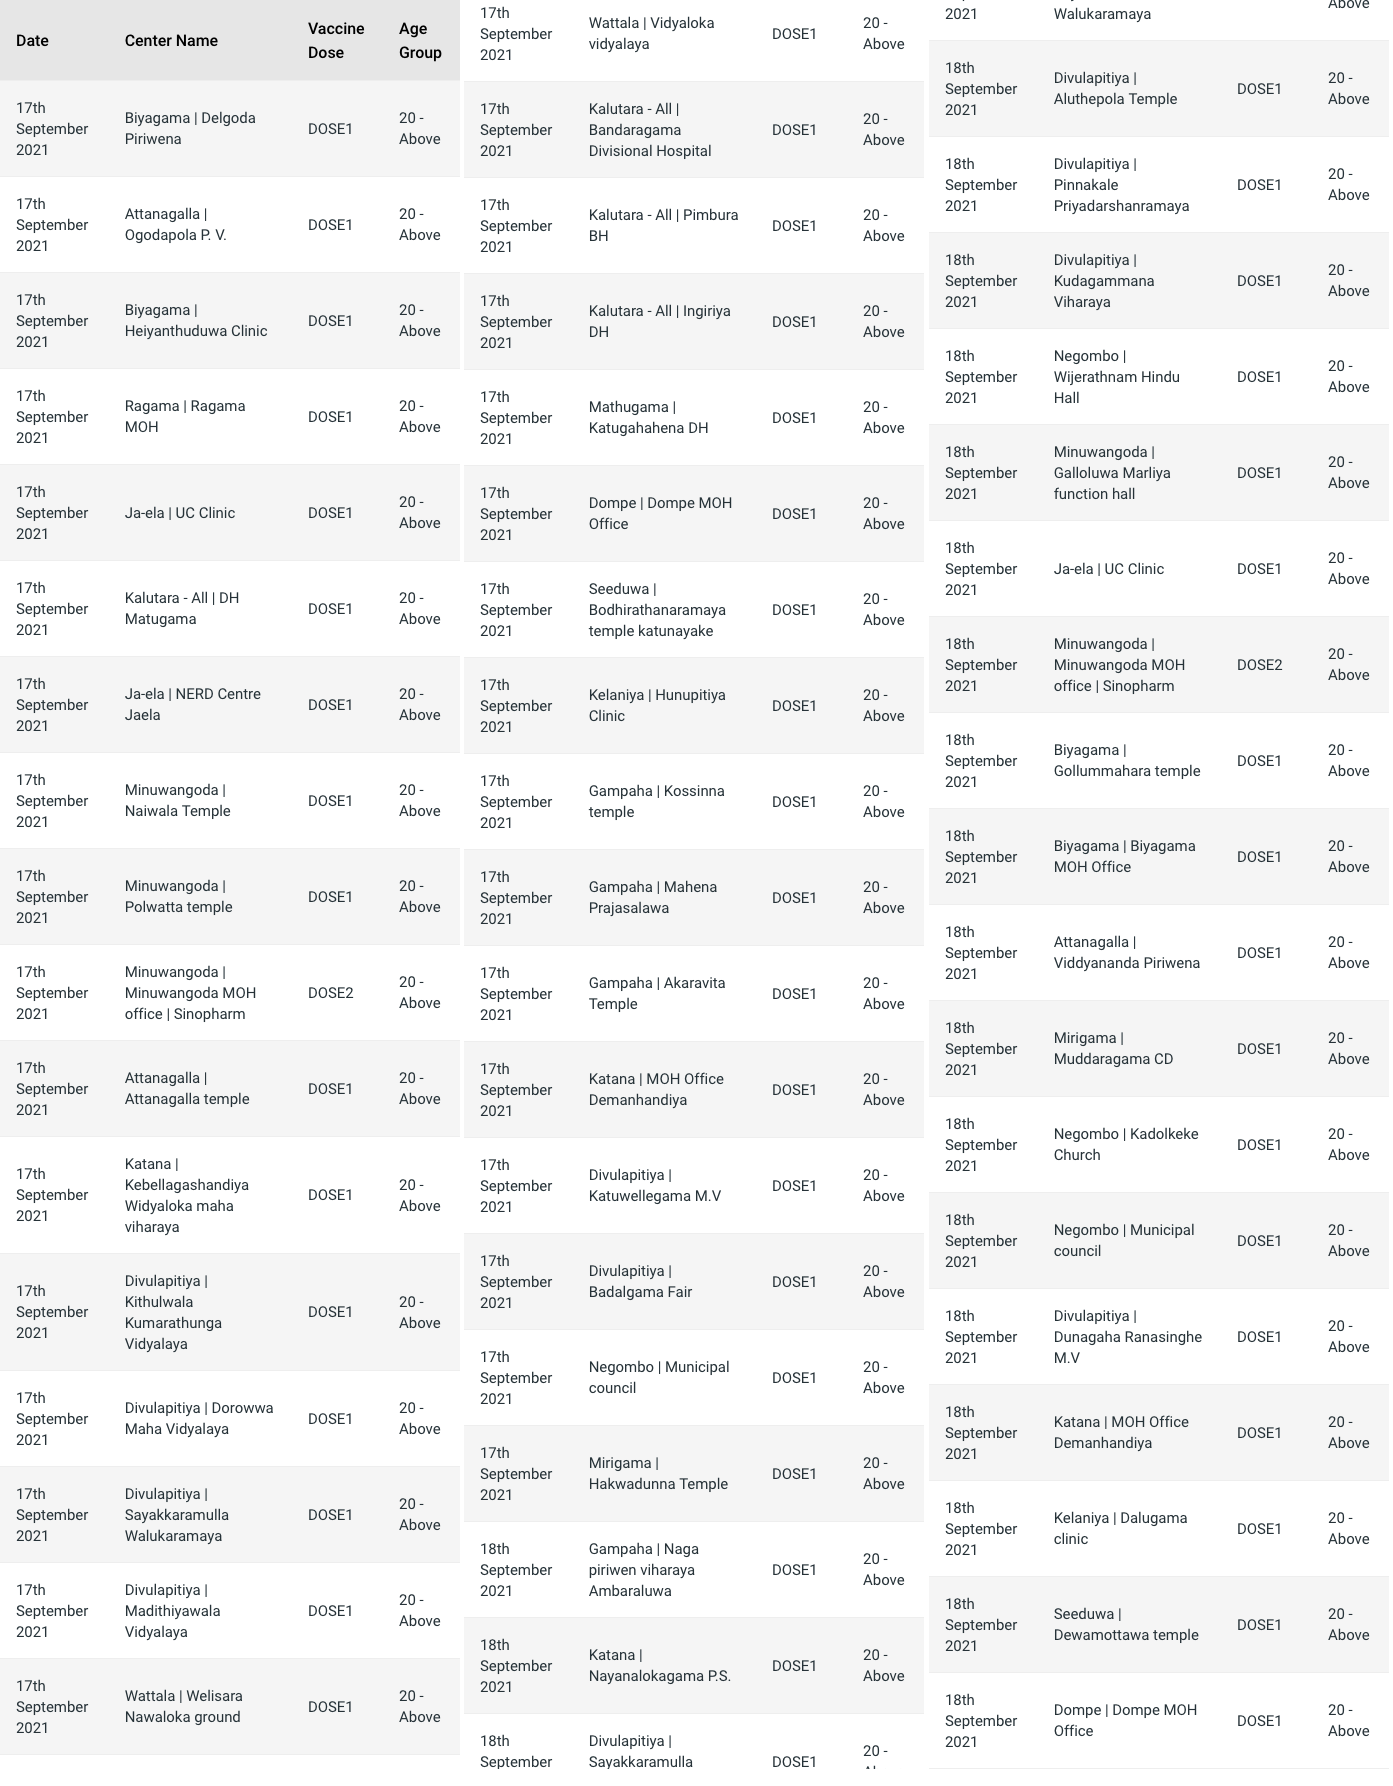 Date Center Name Vaccine Dose Age Group
17th September 2021 Biyagama | Delgoda Piriwena DOSE1 20 - Above
17th September 2021 Attanagalla | Ogodapola P. V. DOSE1 20 - Above
17th September 2021 Biyagama | Heiyanthuduwa Clinic DOSE1 20 - Above
17th September 2021 Ragama | Ragama MOH DOSE1 20 - Above
17th September 2021 Ja-ela | UC Clinic DOSE1 20 - Above
17th September 2021 Kalutara - All | DH Matugama DOSE1 20 - Above
17th September 2021 Ja-ela | NERD Centre Jaela DOSE1 20 - Above
17th September 2021 Minuwangoda | Naiwala Temple DOSE1 20 - Above
17th September 2021 Minuwangoda | Polwatta temple DOSE1 20 - Above
17th September 2021 Minuwangoda | Minuwangoda MOH office | Sinopharm DOSE2 20 - Above
17th September 2021 Attanagalla | Attanagalla temple DOSE1 20 - Above
17th September 2021 Katana | Kebellagashandiya Widyaloka maha viharaya DOSE1 20 - Above
17th September 2021 Divulapitiya | Kithulwala Kumarathunga Vidyalaya DOSE1 20 - Above
17th September 2021 Divulapitiya | Dorowwa Maha Vidyalaya DOSE1 20 - Above
17th September 2021 Divulapitiya | Sayakkaramulla Walukaramaya DOSE1 20 - Above
17th September 2021 Divulapitiya | Madithiyawala Vidyalaya DOSE1 20 - Above
17th September 2021 Wattala | Welisara Nawaloka ground DOSE1 20 - Above
17th September 2021 Wattala | Vidyaloka vidyalaya DOSE1 20 - Above
17th September 2021 Kalutara - All | Bandaragama Divisional Hospital DOSE1 20 - Above
17th September 2021 Kalutara - All | Pimbura BH DOSE1 20 - Above
17th September 2021 Kalutara - All | Ingiriya DH DOSE1 20 - Above
17th September 2021 Mathugama | Katugahahena DH DOSE1 20 - Above
17th September 2021 Dompe | Dompe MOH Office DOSE1 20 - Above
17th September 2021 Seeduwa | Bodhirathanaramaya temple katunayake DOSE1 20 - Above
17th September 2021 Kelaniya | Hunupitiya Clinic DOSE1 20 - Above
17th September 2021 Gampaha | Kossinna temple DOSE1 20 - Above
17th September 2021 Gampaha | Mahena Prajasalawa DOSE1 20 - Above
17th September 2021 Gampaha | Akaravita Temple DOSE1 20 - Above
17th September 2021 Katana | MOH Office Demanhandiya DOSE1 20 - Above
17th September 2021 Divulapitiya | Katuwellegama M.V DOSE1 20 - Above
17th September 2021 Divulapitiya | Badalgama Fair DOSE1 20 - Above
17th September 2021 Negombo | Municipal council DOSE1 20 - Above
17th September 2021 Mirigama | Hakwadunna Temple DOSE1 20 - Above
18th September 2021 Gampaha | Naga piriwen viharaya Ambaraluwa DOSE1 20 - Above
18th September 2021 Katana | Nayanalokagama P.S. DOSE1 20 - Above
18th September Divulapitiya | Sayakkaramulla DOSE1 20 -
2021 Walukaramaya Above
18th September 2021 Divulapitiya | Aluthepola Temple DOSE1 20 - Above
18th September 2021 Divulapitiya | Pinnakale Priyadarshanramaya DOSE1 20 - Above
18th September 2021 Divulapitiya | Kudagammana Viharaya DOSE1 20 - Above
18th September 2021 Negombo | Wijerathnam Hindu Hall DOSE1 20 - Above
18th September 2021 Minuwangoda | Galloluwa Marliya function hall DOSE1 20 - Above
18th September 2021 Ja-ela | UC Clinic DOSE1 20 - Above
18th September 2021 Minuwangoda | Minuwangoda MOH office | Sinopharm DOSE2 20 - Above
18th September 2021 Biyagama | Gollummahara temple DOSE1 20 - Above
18th September 2021 Biyagama | Biyagama MOH Office DOSE1 20 - Above
18th September 2021 Attanagalla | Viddyananda Piriwena DOSE1 20 - Above
18th September 2021 Mirigama | Muddaragama CD DOSE1 20 - Above
18th September 2021 Negombo | Kadolkeke Church DOSE1 20 - Above
18th September 2021 Negombo | Municipal council DOSE1 20 - Above
18th September 2021 Divulapitiya | Dunagaha Ranasinghe M.V DOSE1 20 - Above
18th September 2021 Katana | MOH Office Demanhandiya DOSE1 20 - Above
18th September 2021 Kelaniya | Dalugama clinic DOSE1 20 - Above
18th September 2021 Seeduwa | Dewamottawa temple DOSE1 20 - Above
18th September 2021 Dompe | Dompe MOH Office DOSE1 20 - Above